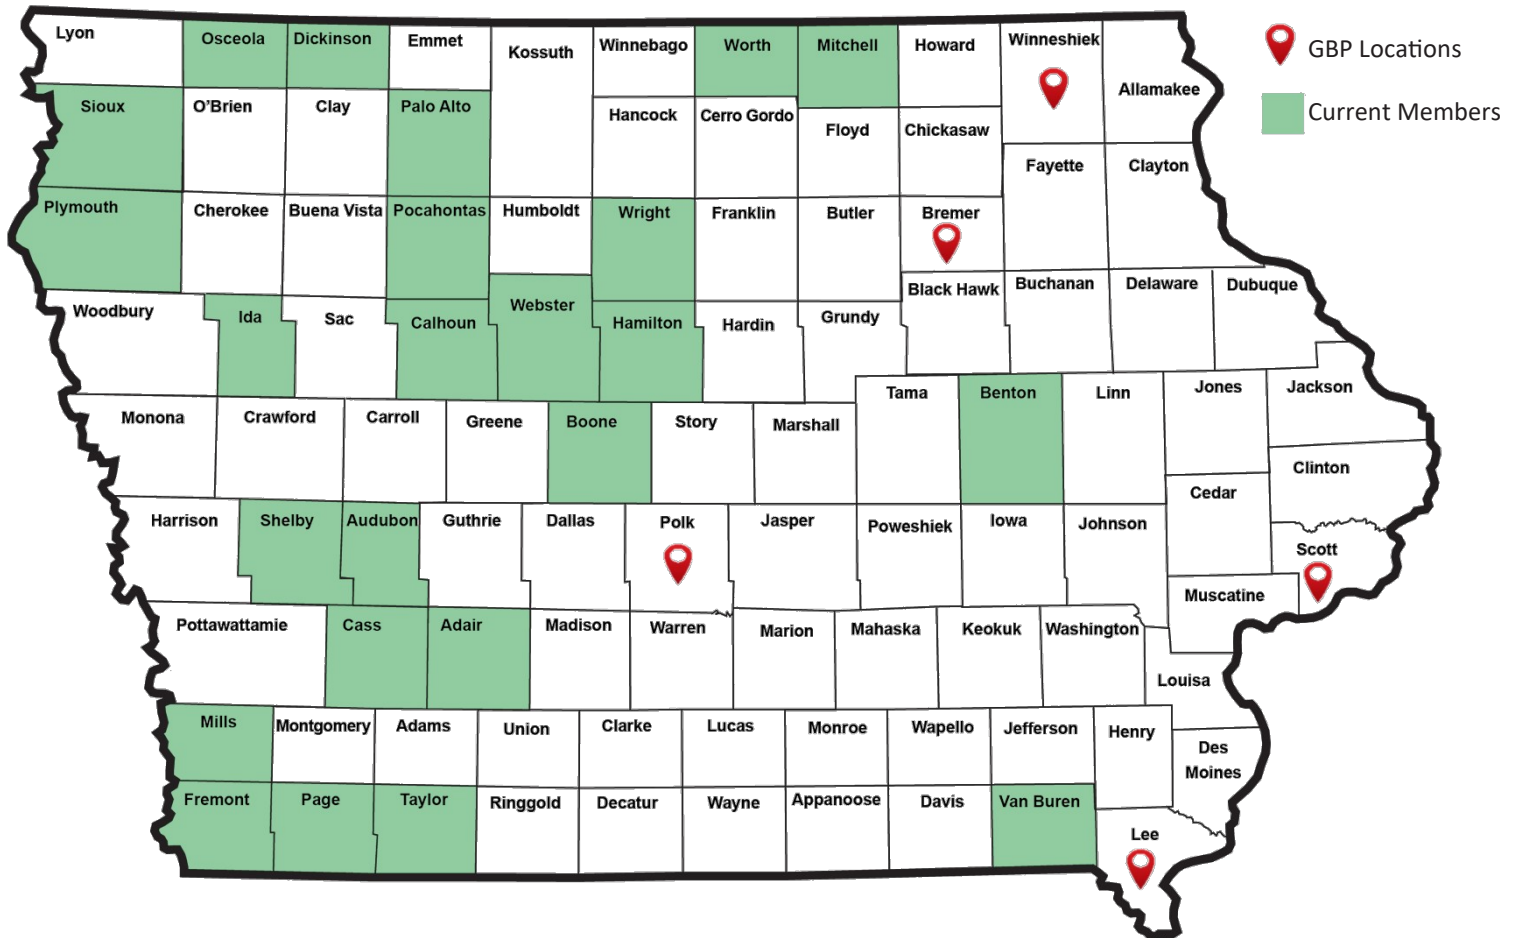 Lyon
Osceola
Dickinson
Emmet
Kossuth
Winnebago
Worth
Mitchell
Howard
Winneshiek
Allamakee
GBP Locations
Current Members
Sioux
O'Brien
Clay
Palo Alto
Hancock
Cerro Gordo
Floyd
Chickasaw
Fayette
Clayton
Plymouth
Cherokee
Buena Vista
Pocahontas
Humboldt
Wright
Franklin
Butler
Bremer
Woodbury
Ida
Sac
Calhoun
Webster
Hamilton
Hardin
Grundy
Black Hawk
Buchanan
Delaware
Dubuque
Monona
Crawford
Carroll
Greene
Boone
Story
Marshall
Tama
Benton
Linn
Jones
Jackson
Clinton
Cedar
Harrison
Shelby
Audubon
Guthrie
Dallas
Polk
Jasper
Poweshiek
Iowa
Johnson
Scott
Muscatine
Pottawattamie
Cass
Adair
Madison
Warren
Marion
Mahaska
Keokuk
Washington
Louisa
Mills
Montgomery
Adams
Union
Clarke
Lucas
Monroe
Wapello
Jefferson
Henry
Des
Moines
Fremont
Page
Taylor
Ringgold
Decatur
Wayne
Appanoose
Davis
Van Buren
Lee